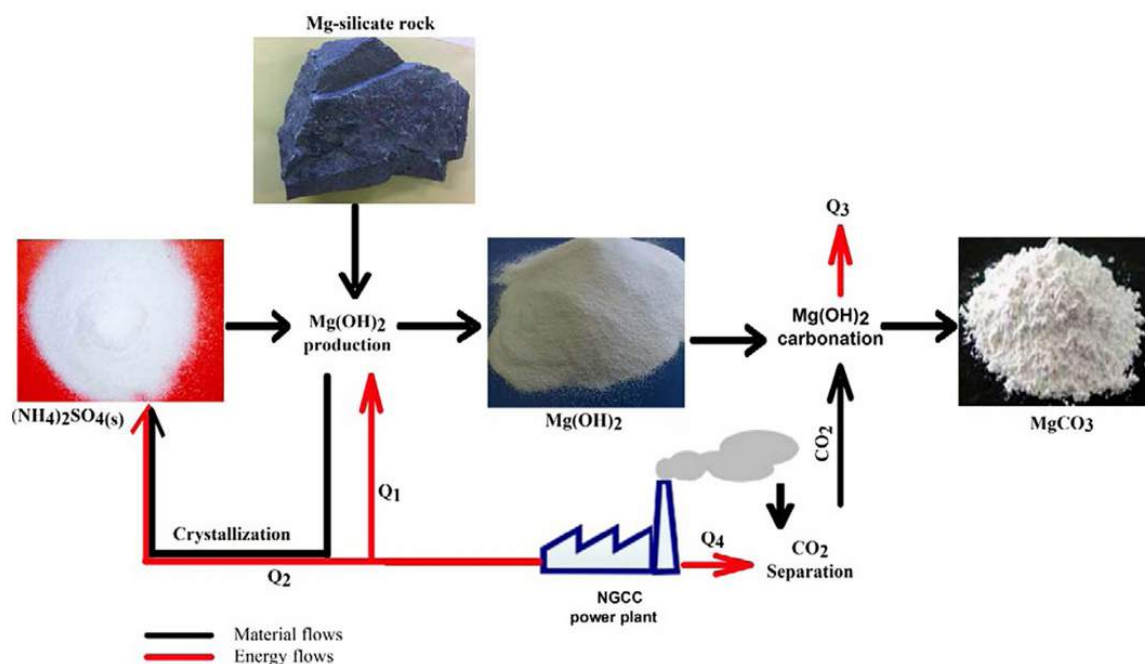 Mg-silicate rock
Q3
Mg(OH)2
production
Mg(OH)2
carbonation
(NH4)2SO4(s)
Mg(OH)2
MgCO3
CO2
Q1
Crystallization
Q4
CO2
Separation
Q2
NGCC
power plant
Material flows
Energy flows